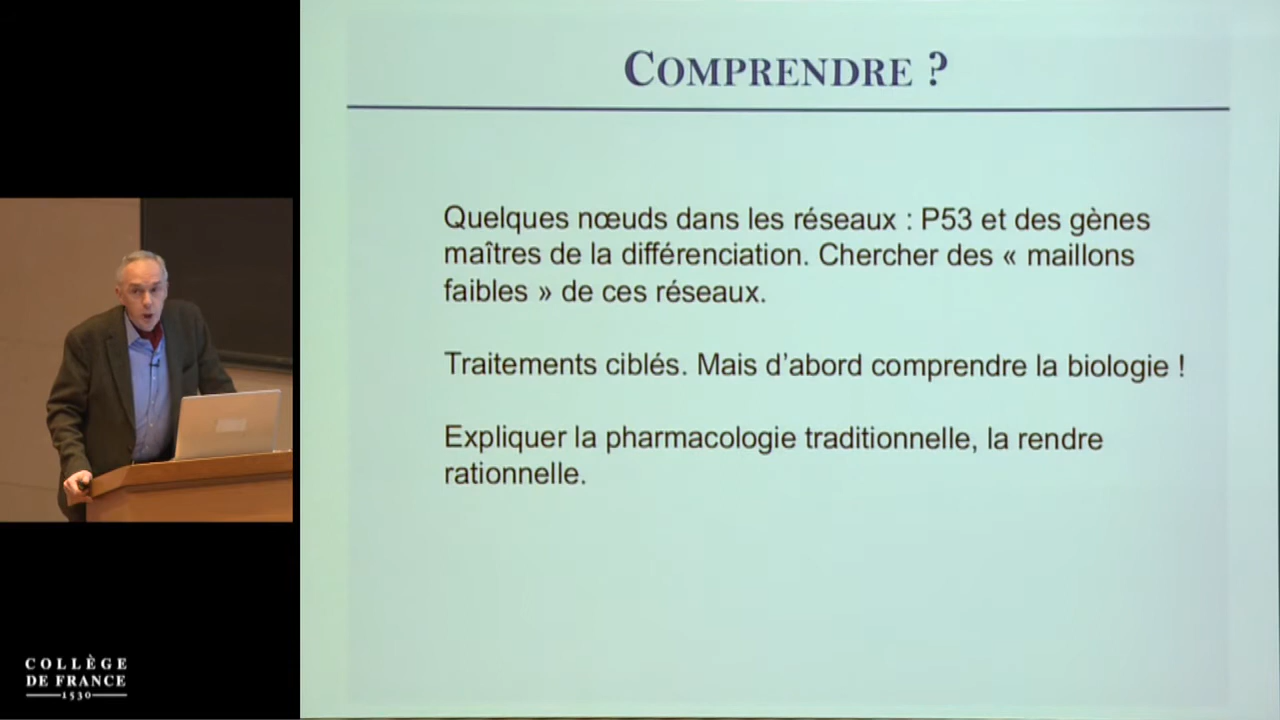 COMPRENDRE ?
Quelques nœuds dans les réseaux : P53 et des gènes
maîtres de la différenciation. Chercher des « maillons
faibles » de ces réseaux.
Traitements ciblés. Mais d'abord comprendre la biologie !
Expliquer la pharmacologie traditionnelle, la rendre
rationnelle.
COLLÈGE
DE FRANCE
1530